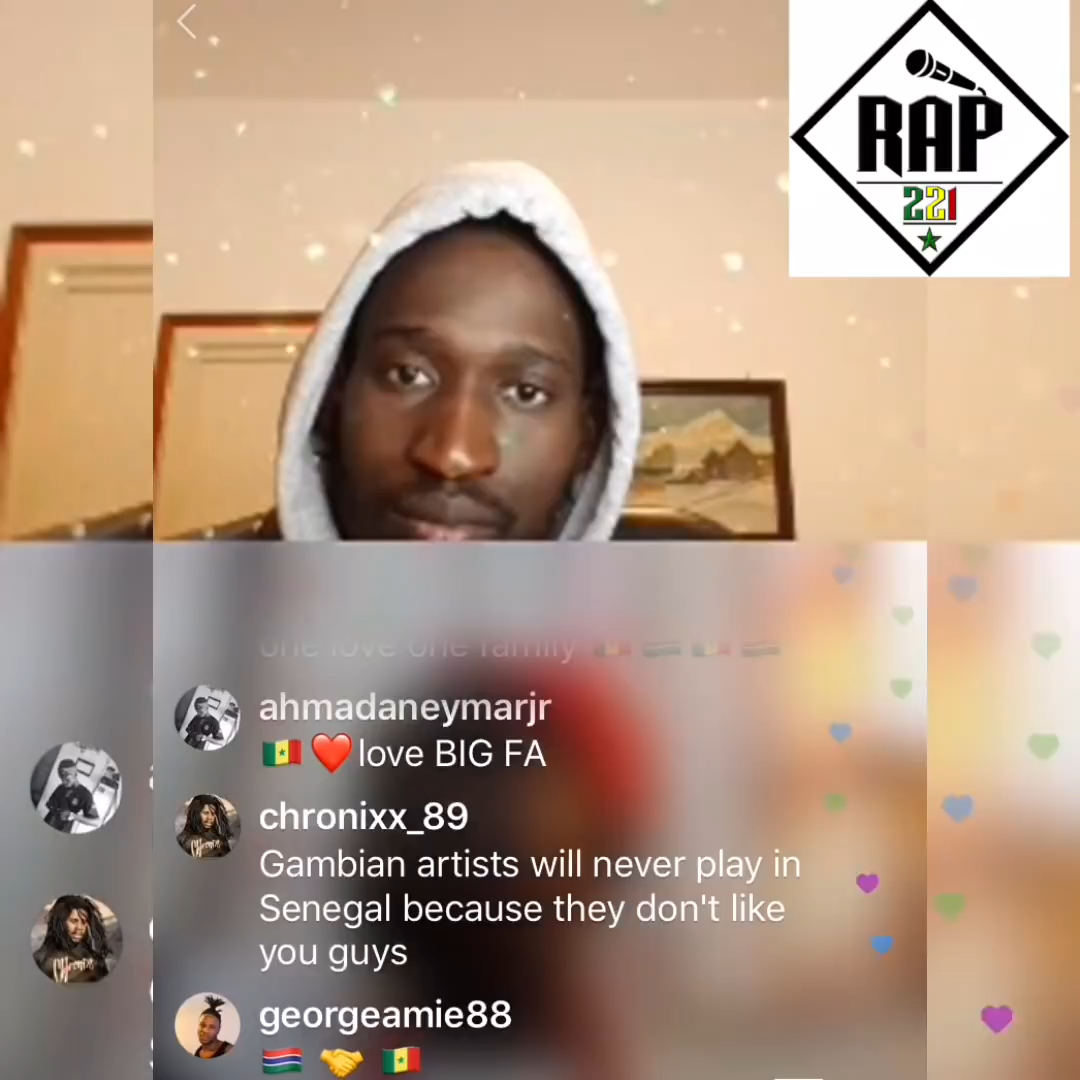 RAP
221
one love one family 🇸🇳 🇬🇲 🇸🇳 🇬🇲
ahmadaneymarjr
🇸🇳 ❤️ love BIG FA
chronixx_89
Gambian artists will never play in
Senegal because they don't like
you guys
georgeamie88
🇬🇲 🤝 🇸🇳